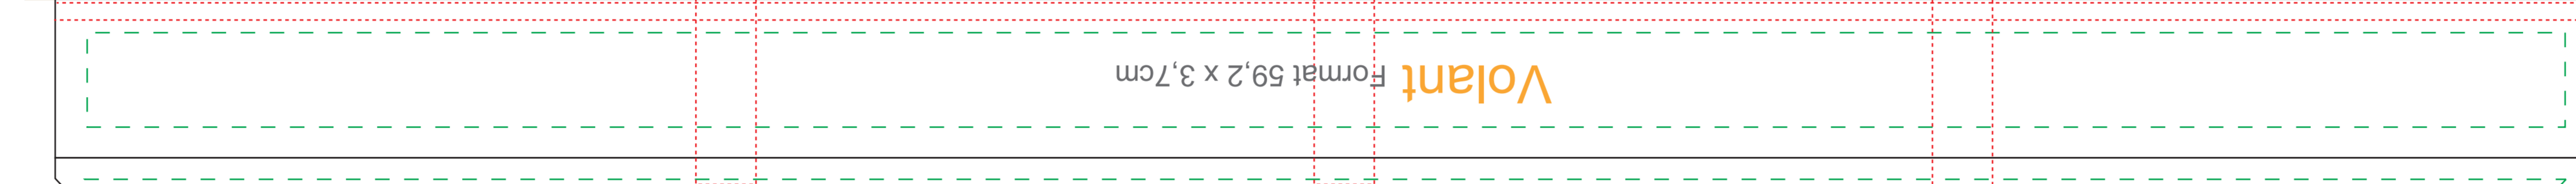 Volant Format 59,2 x 3,7cm